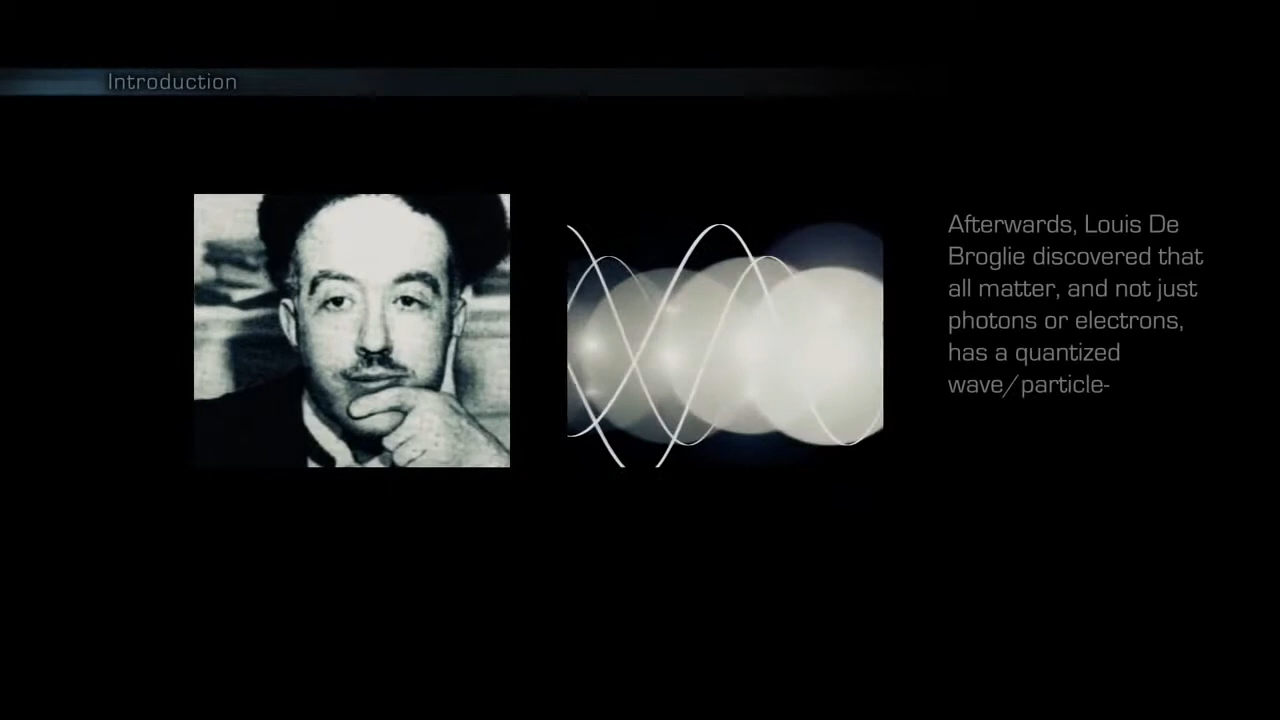 Introduction
Afterwards, Louis De
Broglie discovered that
all matter, and not just
photons or electrons,
has a quantized
wave/particle-